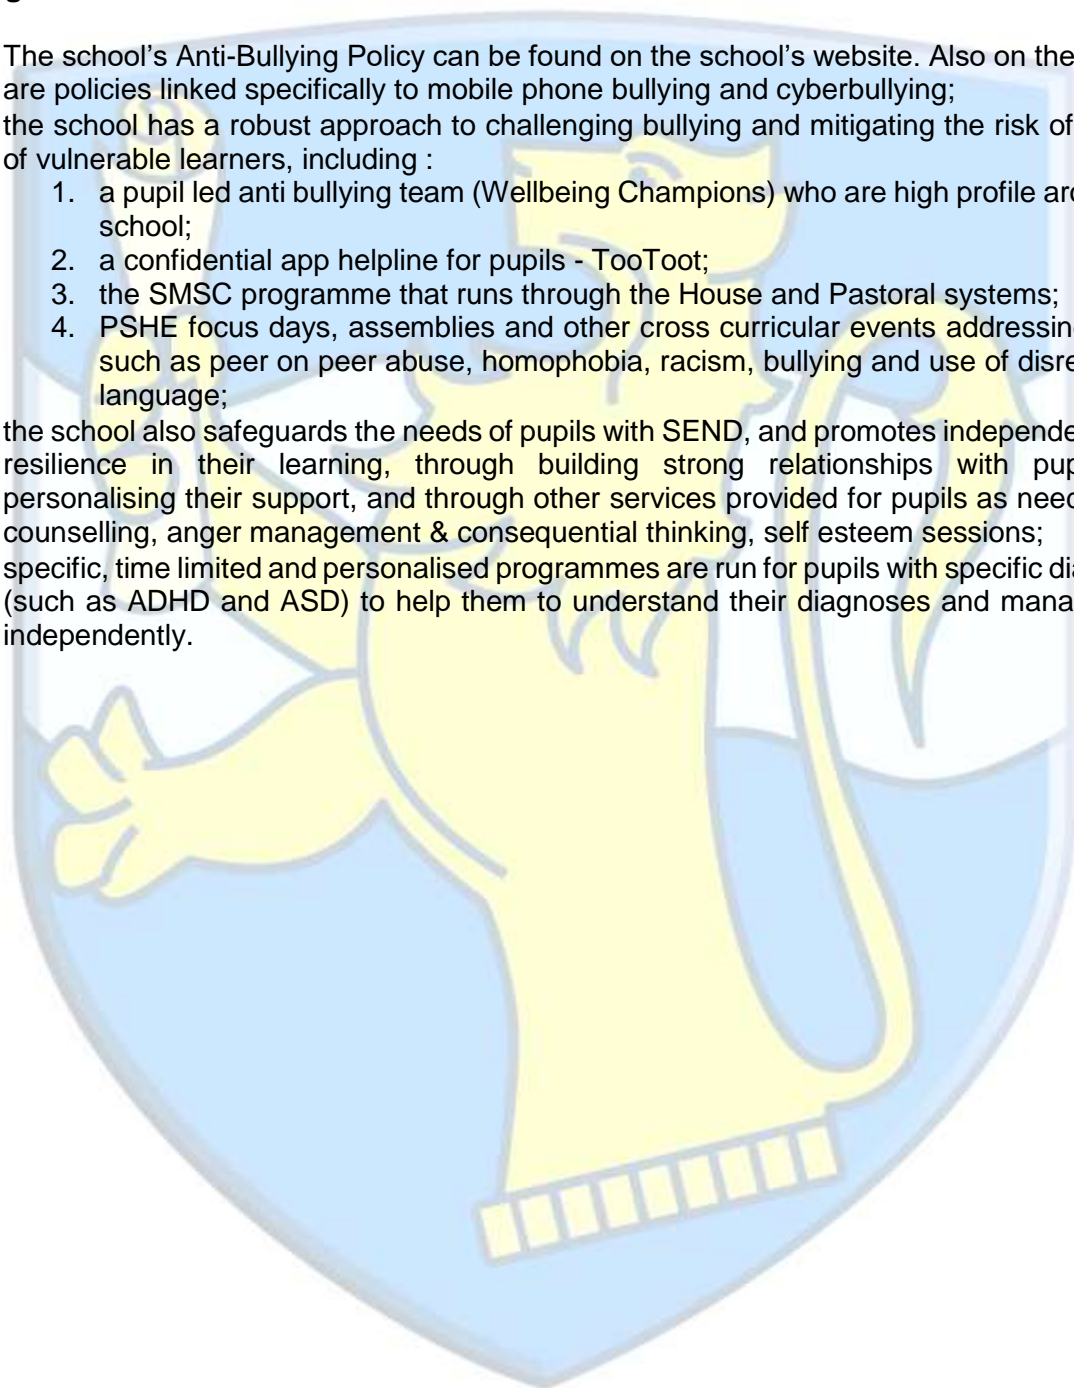 The school’s Anti-Bullying Policy can be found on the school’s website. Also on the
are policies linked specifically to mobile phone bullying and cyberbullying;
the school has a robust approach to challenging bullying and mitigating the risk of
of vulnerable learners, including :
1. a pupil led anti bullying team (Wellbeing Champions) who are high profile
school;
2. a confidential app helpline for pupils - TooToot;
3. the SMSC programme that runs through the House and Pastoral systems;
4. PSHE focus days, assemblies and other cross curricular events
such as peer on peer abuse, homophobia, racism, bullying and use of
language;
the school also safeguards the needs of pupils with SEND, and promotes
resilience in their learning, through building strong relationships with
personalising their support, and through other services provided for pupils as
counselling, anger management & consequential thinking, self esteem sessions;
specific, time limited and personalised programmes are run for pupils with specific
(such as ADHD and ASD) to help them to understand their diagnoses and
independently.